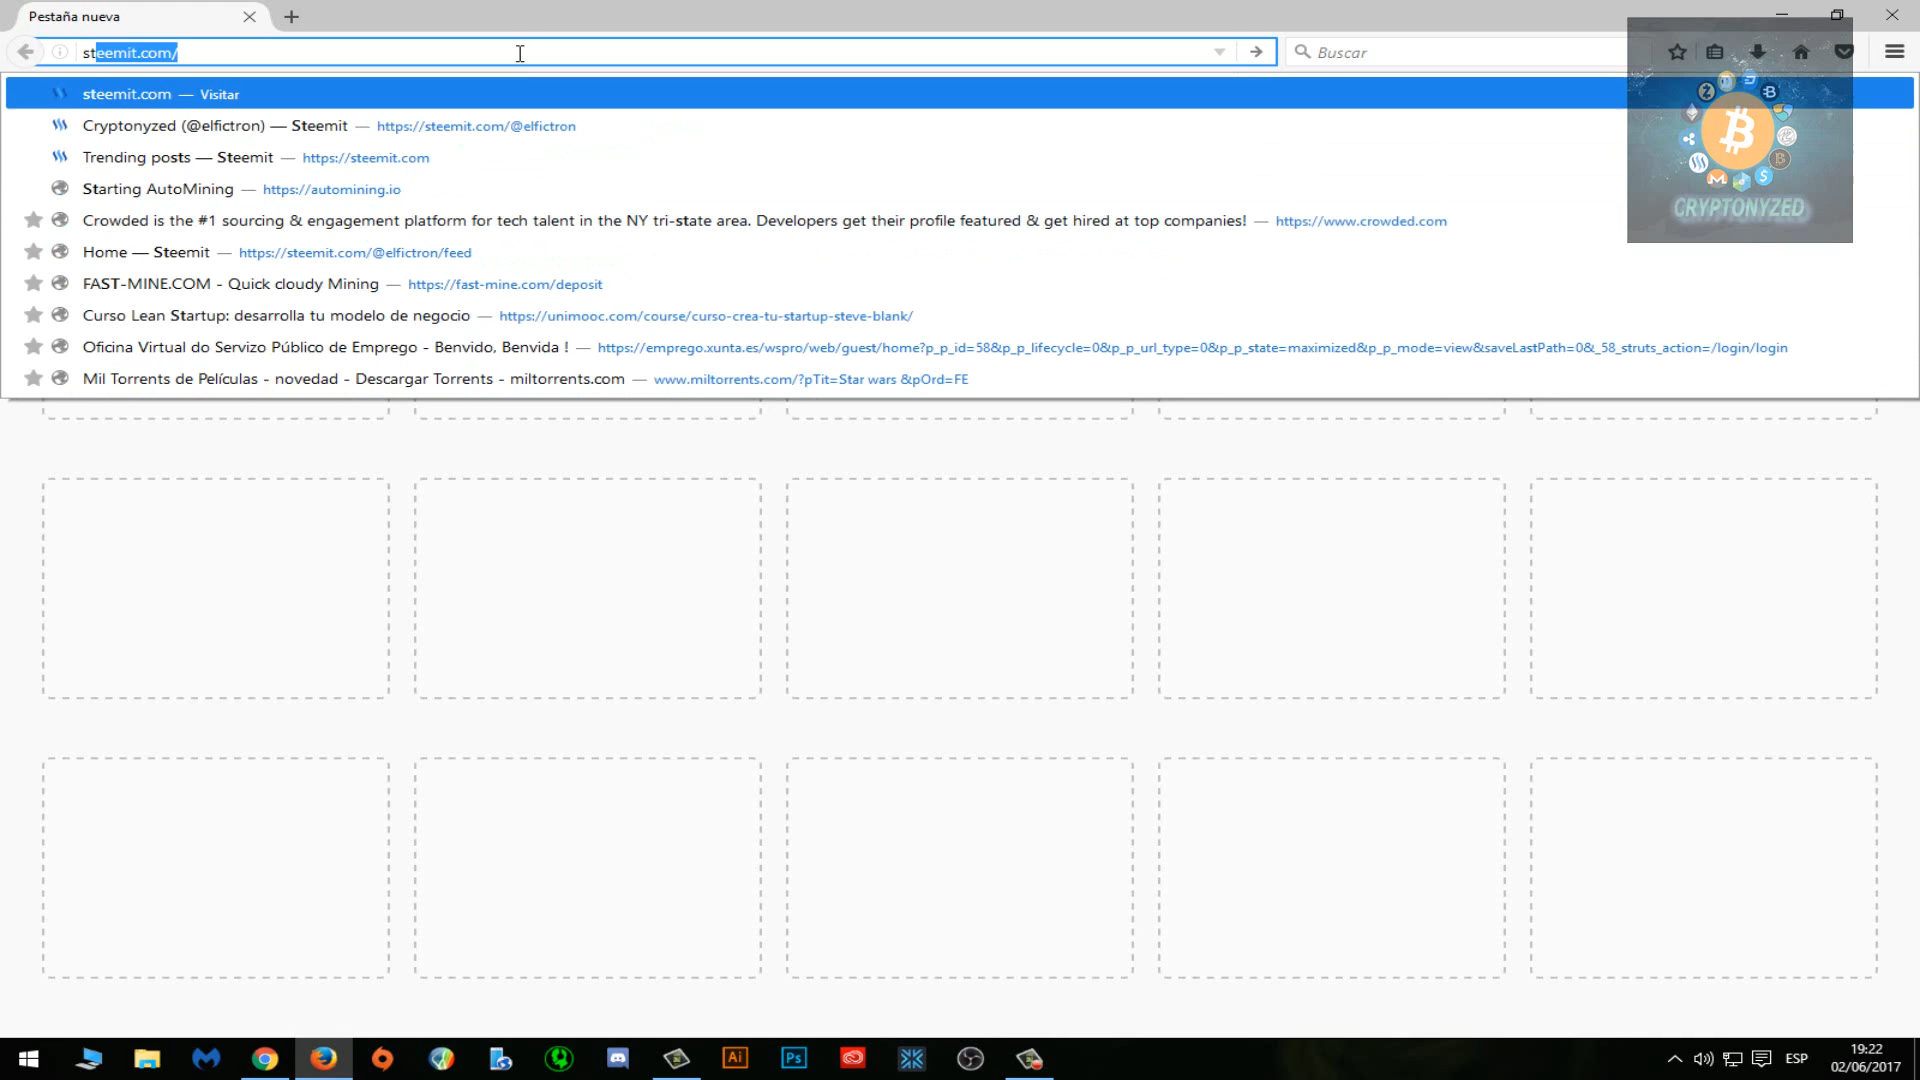 Pestaña nueva
steemit.com/
Buscar
steemit.com — Visitar
Cryptonyzed (@elfictron) — Steemit — https://steemit.com/@elfictron
Trending posts — Steemit — https://steemit.com
Starting AutoMining — https://automining.io
Crowded is the #1 sourcing & engagement platform for tech talent in the NY tri-state area. Developers get their profile featured & get hired at top companies! — https://www.crowded.com
Home — Steemit — https://steemit.com/@elfictron/feed
FAST-MINE.COM - Quick cloudy Mining — https://fast-mine.com/deposit
Curso Lean Startup: desarrolla tu modelo de negocio — https://unimooc.com/course/curso-crea-tu-startup-steve-blank/
Oficina Virtual do Servizo Público de Emprego - Benvido, Benvida ! — https://emprego.xunta.es/wspro/web/guest/home?p_p_id=58&p_p_lifecycle=0&p_p_url_type=0&p_p_state=maximized&p_p_mode=view&saveLastPath=0&_58_struts_action=/login/login
Mil Torrents de Películas - novedad - Descargar Torrents - miltorrents.com — www.miltorrents.com/?pTit=Star wars &pOrd=FE
CRYPTONYZED
Ai
Ps
ESP
19:22
02/06/2017